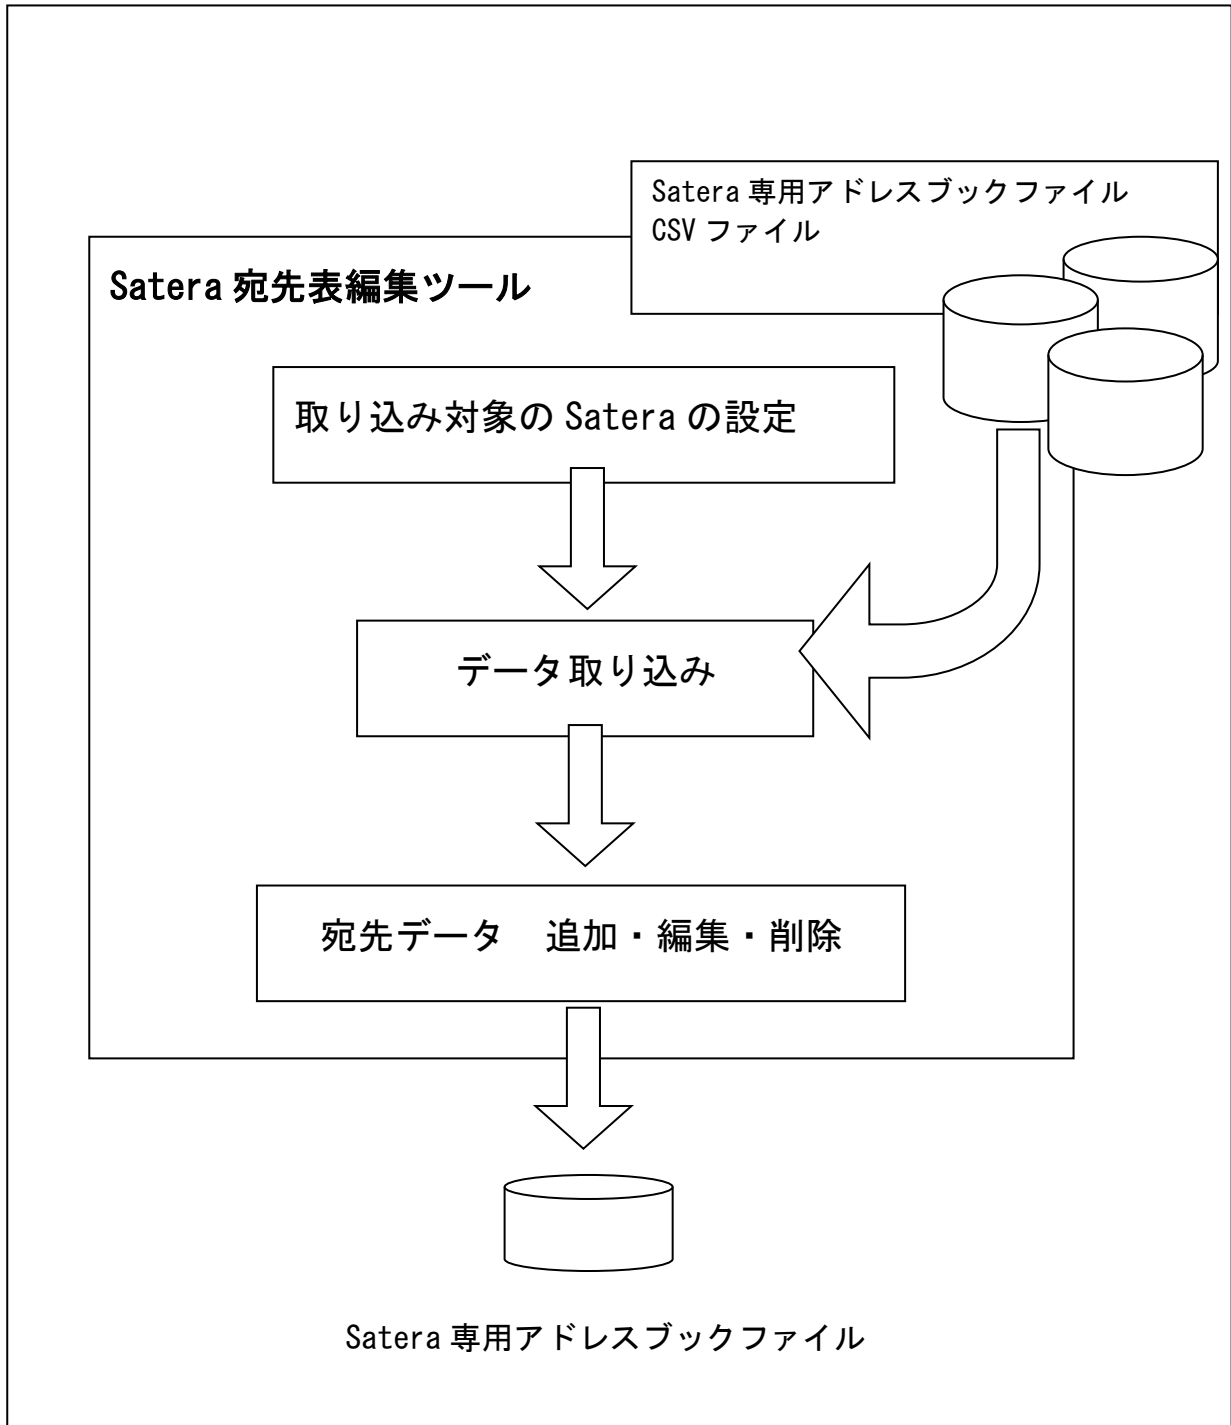 Satera 専用アドレスブックファイル
CSV ファイル
Satera 宛先表編集ツール
取り込み対象の Satera の設定
データ取り込み
宛先データ　追加・編集・削除
Satera 専用アドレスブックファイル